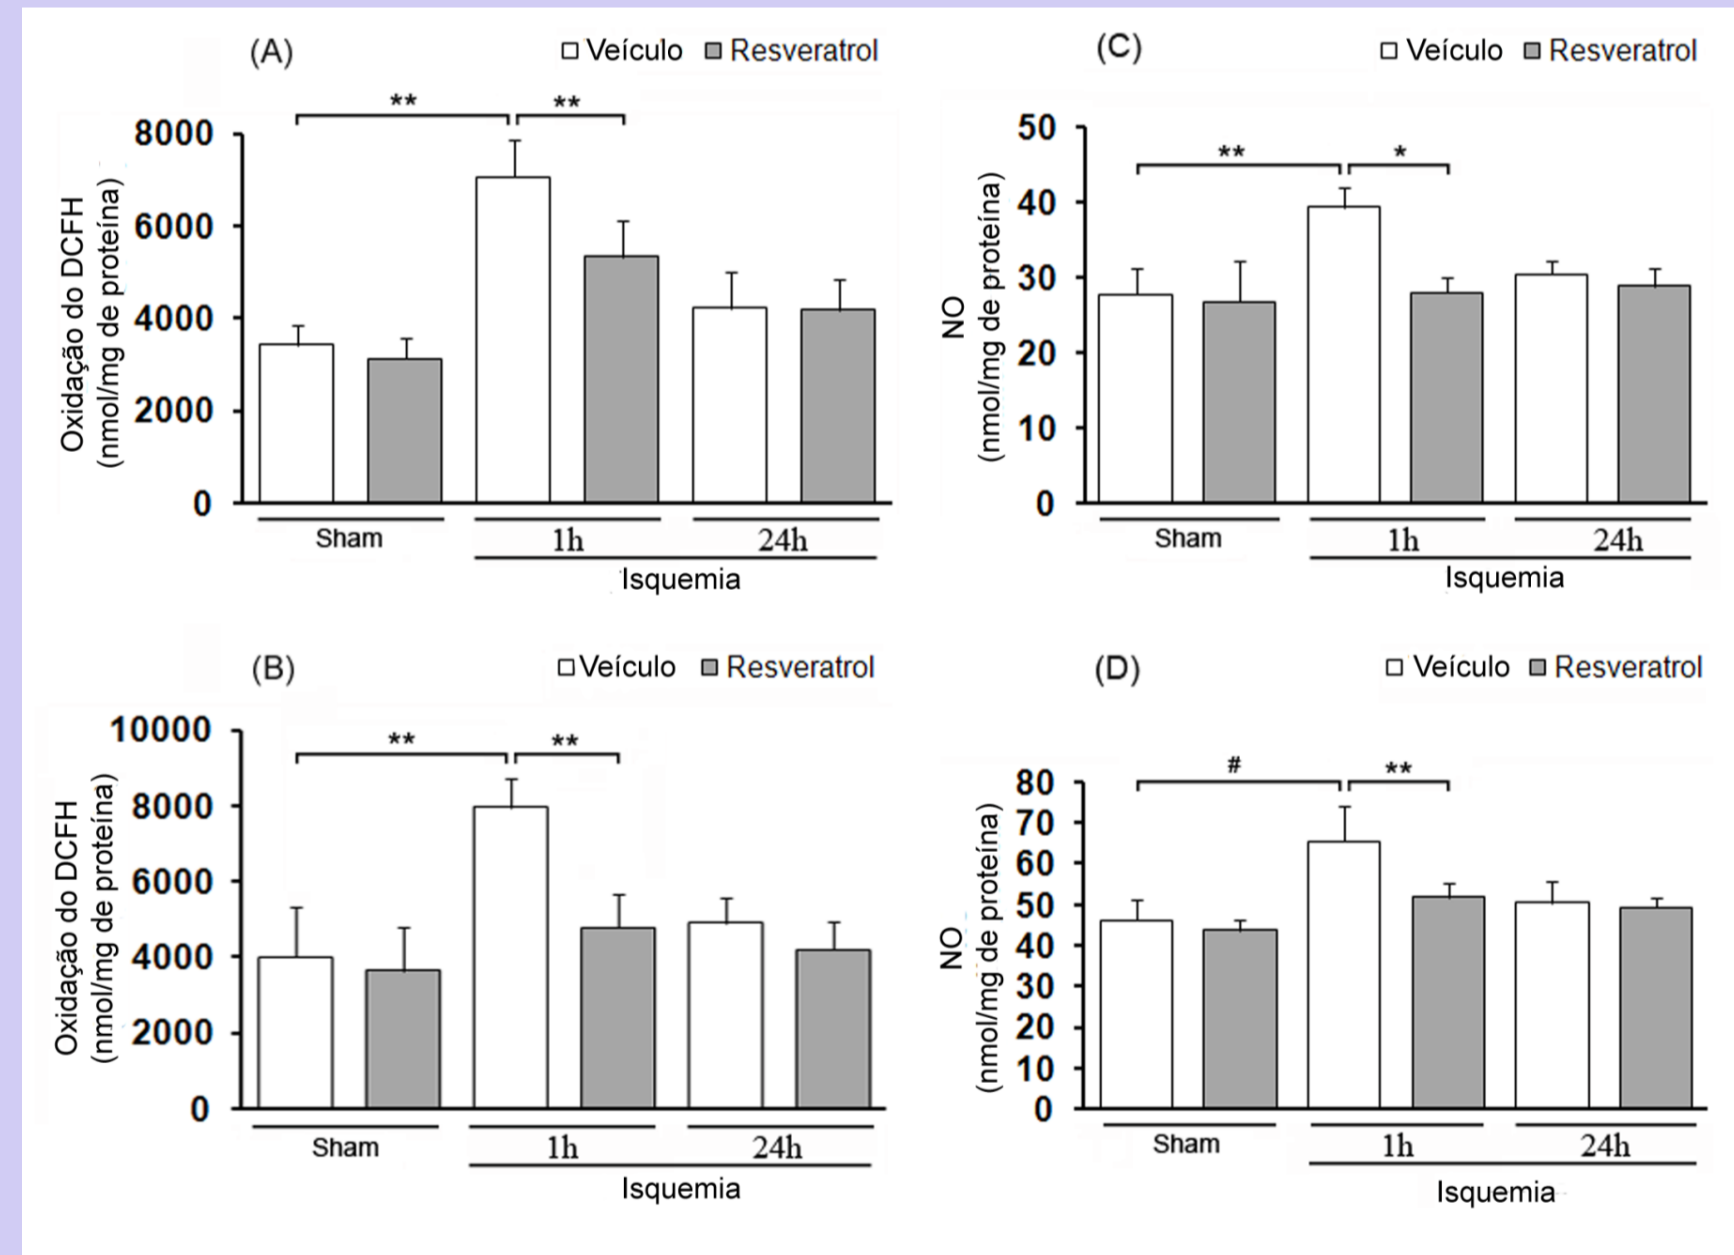 (A)
Veículo Resveratrol
** **
8000
6000
4000
2000
0
Oxidação do DCFH
(nmol/mg de proteína)
Sham 1h 24h
Isquemia
(C)
Veículo Resveratrol
** *
50
40
30
20
10
0
NO
(nmol/mg de proteína)
Sham 1h 24h
Isquemia
(B)
Veículo Resveratrol
** **
10000
8000
6000
4000
2000
0
Oxidação do DCFH
(nmol/mg de proteína)
Sham 1h 24h
Isquemia
(D)
Veículo Resveratrol
# **
80
70
60
50
40
30
20
10
0
NO
(nmol/mg de proteína)
Sham 1h 24h
Isquemia